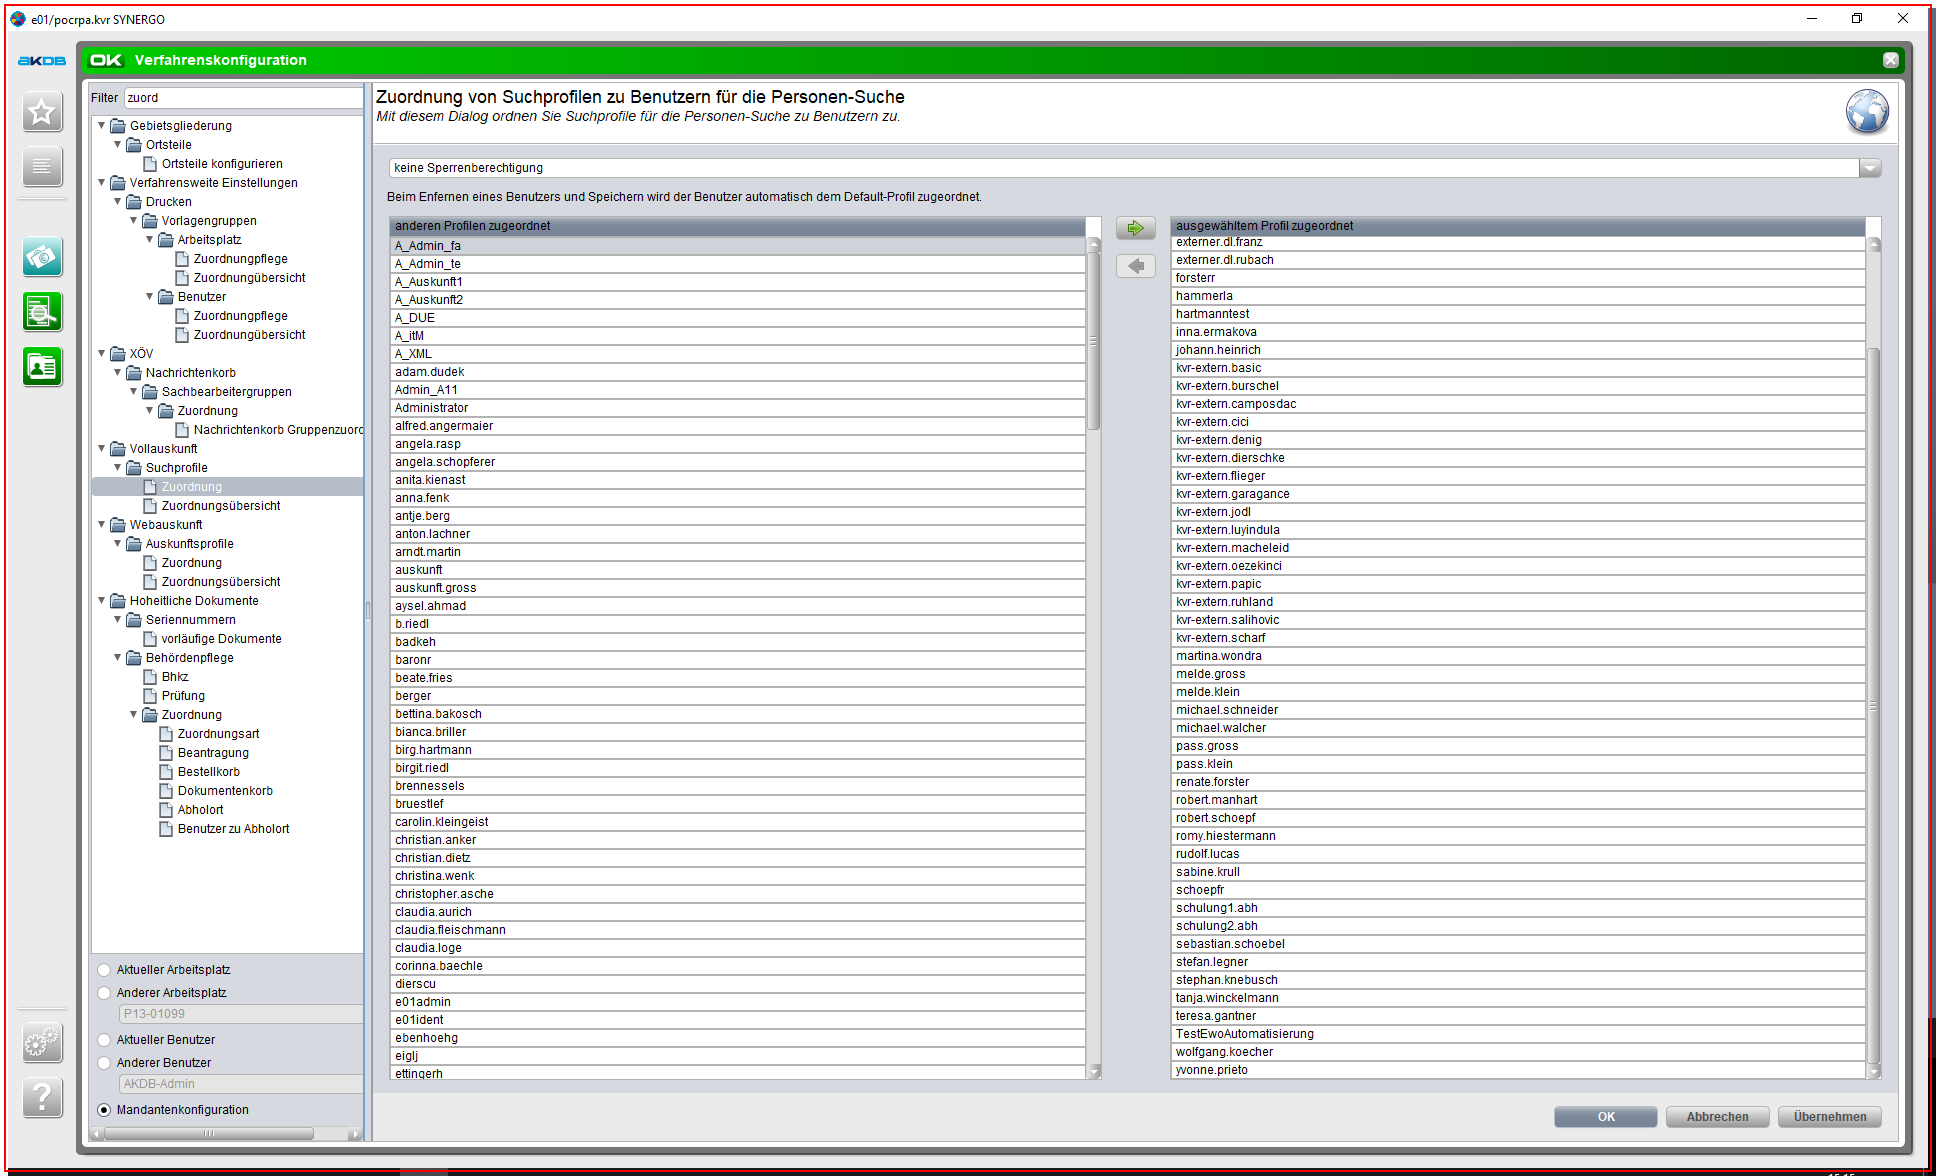 e01/pocrpa.kvr SYNERGO
AKDB
OK Verfahrenskonfiguration
Filter zuord
Gebietsgliederung
Ortsteile
Ortsteile konfigurieren
Verfahrensweite Einstellungen
Drucken
Vorlagengruppen
Arbeitsplatz
Zuordnungpflege
Zuordnungübersicht
Benutzer
Zuordnungpflege
Zuordnungübersicht
XÖV
Nachrichtenkorb
Sachbearbeitergruppen
Zuordnung
Nachrichtenkorb Gruppenzuord
Vollauskunft
Suchprofile
Zuordnung
Zuordnungsübersicht
Webauskunft
Auskunftsprofile
Zuordnung
Zuordnungsübersicht
Hoheitliche Dokumente
Seriennummern
vorläufige Dokumente
Behördenpflege
Bhkz
Prüfung
Zuordnung
Zuordnungsart
Beantragung
Bestellkorb
Dokumentenkorb
Abholort
Benutzer zu Abholort
Aktueller Arbeitsplatz
Anderer Arbeitsplatz
P13-01099
Aktueller Benutzer
Anderer Benutzer
AKDB-Admin
Mandantenkonfiguration
Zuordnung von Suchprofilen zu Benutzern für die Personen-Suche
Mit diesem Dialog ordnen Sie Suchprofile für die Personen-Suche zu Benutzern zu.
keine Sperrenberechtigung
Beim Enfernen eines Benutzers und Speichern wird der Benutzer automatisch dem Default-Profil zugeordnet.
anderen Profilen zugeordnet
A_Admin_fa
A_Admin_te
A_Auskunft1
A_Auskunft2
A_DUE
A_itM
A_XML
adam.dudek
Admin_A11
Administrator
alfred.angermaier
angela.rasp
angela.schopferer
anita.kienast
anna.fenk
antje.berg
anton.lachner
arndt.martin
auskunft
auskunft.gross
aysel.ahmad
b.riedl
badkeh
baronr
beate.fries
berger
bettina.bakosch
bianca.briller
birg.hartmann
birgit.riedl
brennessels
bruestlef
carolin.kleingeist
christian.anker
christian.dietz
christina.wenk
christopher.asche
claudia.aurich
claudia.fleischmann
claudia.loge
corinna.baechle
dierscu
e01admin
e01ident
ebenhoehg
eiglj
ettingerh
ausgewähltem Profil zugeordnet
externer.dl.franz
externer.dl.rubach
forsterr
hammerla
hartmanntest
inna.ermakova
johann.heinrich
kvr-extern.basic
kvr-extern.burschel
kvr-extern.camposdac
kvr-extern.cici
kvr-extern.denig
kvr-extern.dierschke
kvr-extern.flieger
kvr-extern.garagance
kvr-extern.jodl
kvr-extern.luyindula
kvr-extern.macheleid
kvr-extern.oezekinci
kvr-extern.papic
kvr-extern.ruhland
kvr-extern.salihovic
kvr-extern.scharf
martina.wondra
melde.gross
melde.klein
michael.schneider
michael.walcher
pass.gross
pass.klein
renate.forster
robert.manhart
robert.schoepf
romy.hiestermann
rudolf.lucas
sabine.krull
schoepfr
schulung1.abh
schulung2.abh
sebastian.schoebel
stefan.legner
stephan.knebusch
tanja.winckelmann
teresa.gantner
TestEwoAutomatisierung
wolfgang.koecher
yvonne.prieto
OK Abbrechen Übernehmen